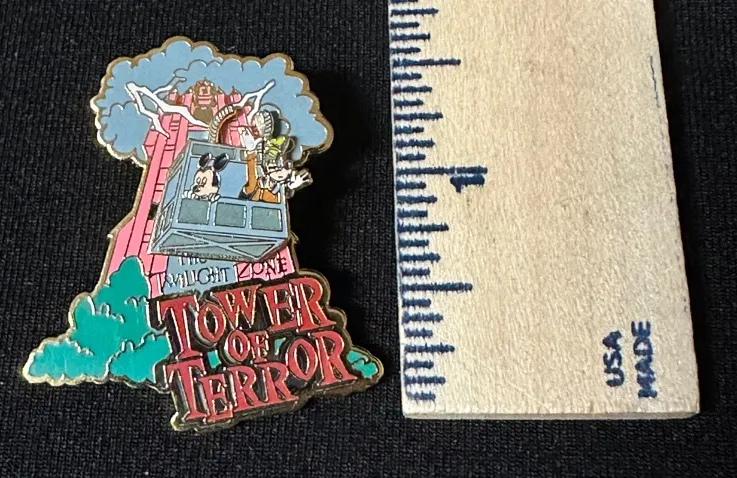 THE
TWILIGHT ZONE
TOWER
OF
TERROR
1
USA
MADE